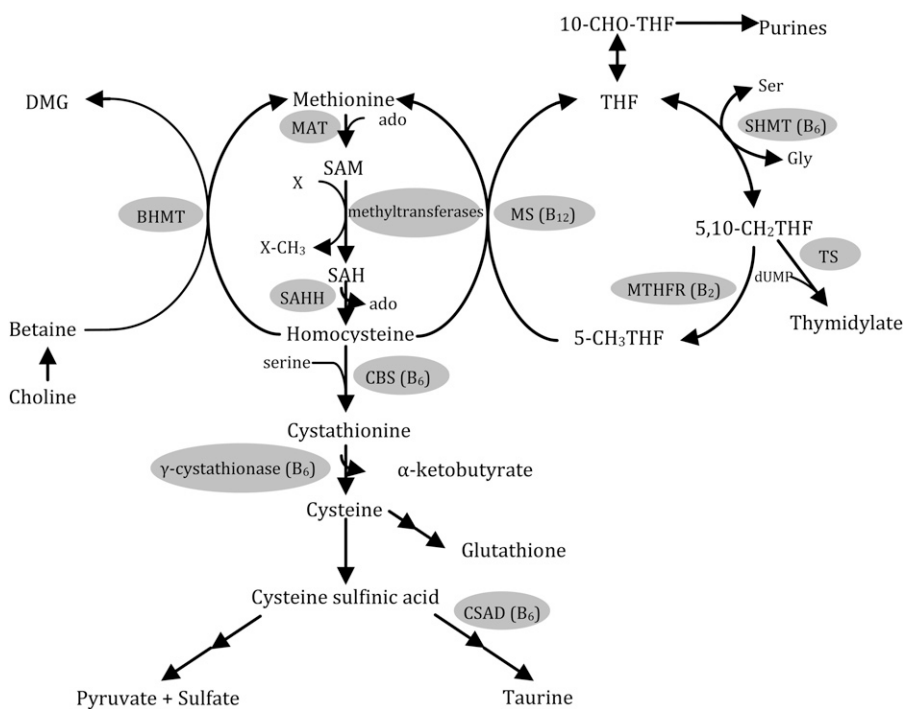 10-CHO-THF
Purines
DMG
Methionine
THF
Ser
MAT
ado
SHMT (B₆)
Gly
SAM
X
BHMT
methyltransferases
MS (B₁₂)
5,10-CH₂THF
X-CH₃
TS
SAH
dUMP
SAHH
ado
MTHFR (B₂)
Betaine
Homocysteine
5-CH₃THF
Thymidylate
serine
CBS (B₆)
Choline
Cystathionine
γ-cystathionase (B₆)
α-ketobutyrate
Cysteine
Glutathione
Cysteine sulfinic acid
CSAD (B₆)
Pyruvate + Sulfate
Taurine